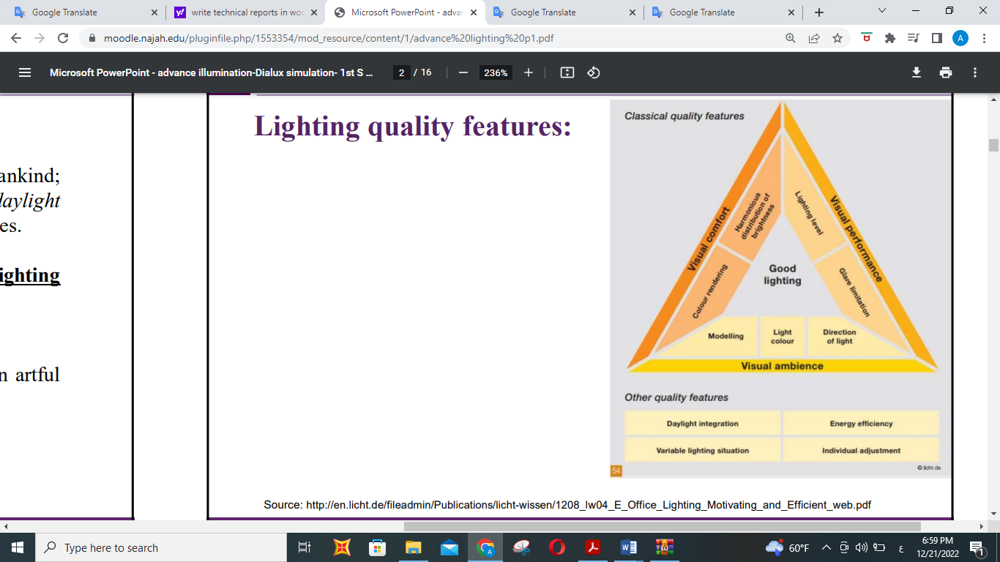 Google Translate
write technical reports in woo
Microsoft PowerPoint - advan
Google Translate
Google Translate
moodle.najah.edu/pluginfile.php/1553354/mod_resource/content/1/advance%20lighting%20p1.pdf
A
Microsoft PowerPoint - advance illumination-Dialux simulation- 1st S ...
2 / 16
236%
ankind;
daylight
es.
ighting
n artful
Lighting quality features:
Classical quality features
Visual comfort
Harmonious
distribution of
brightness
Colour rendering
Lighting level
Visual performance
Glare limitation
Good
lighting
Modelling
Light
colour
Direction
of light
Visual ambience
Other quality features
Daylight integration
Energy efficiency
Variable lighting situation
Individual adjustment
54
© licht.de
Source: http://en.licht.de/fileadmin/Publications/licht-wissen/1208_lw04_E_Office_Lighting_Motivating_and_Efficient_web.pdf
Type here to search
60°F
ع
6:59 PM
12/21/2022
1